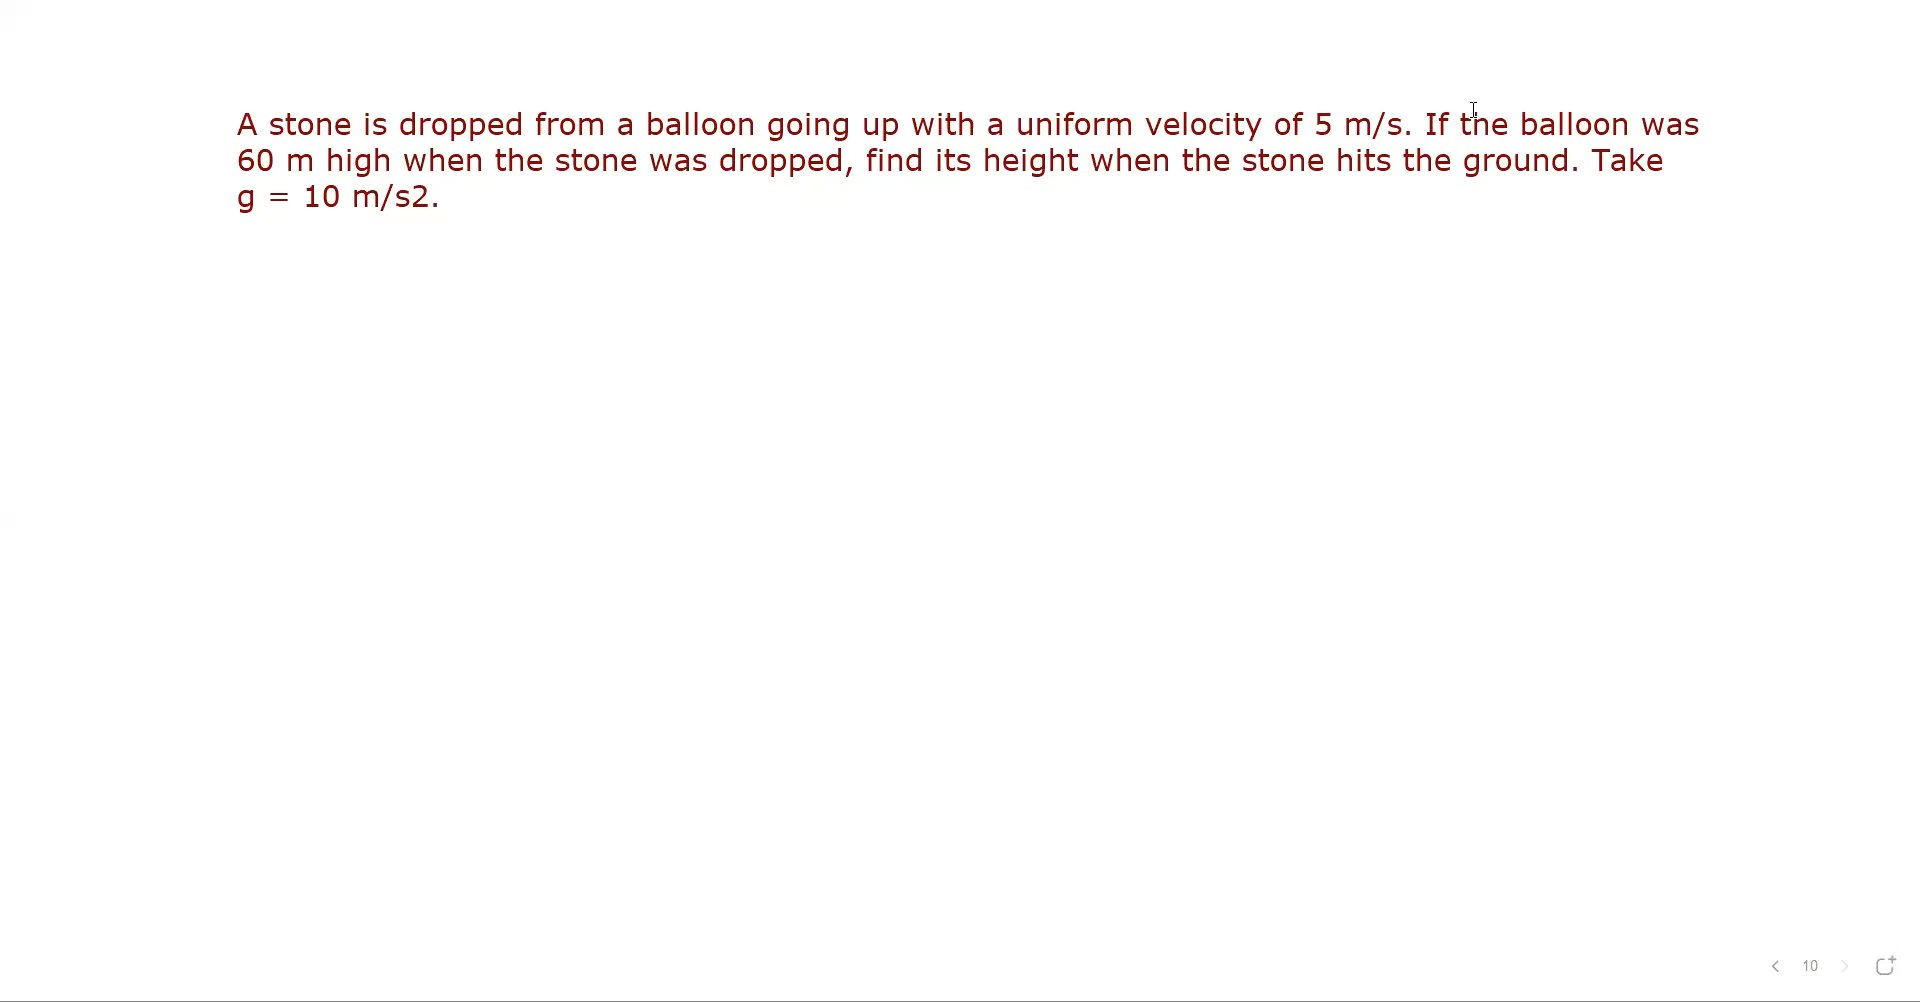 A stone is dropped from a balloon going up with a uniform velocity of 5 m/s. If the balloon was
60 m high when the stone was dropped, find its height when the stone hits the ground. Take
g = 10 m/s2.
10